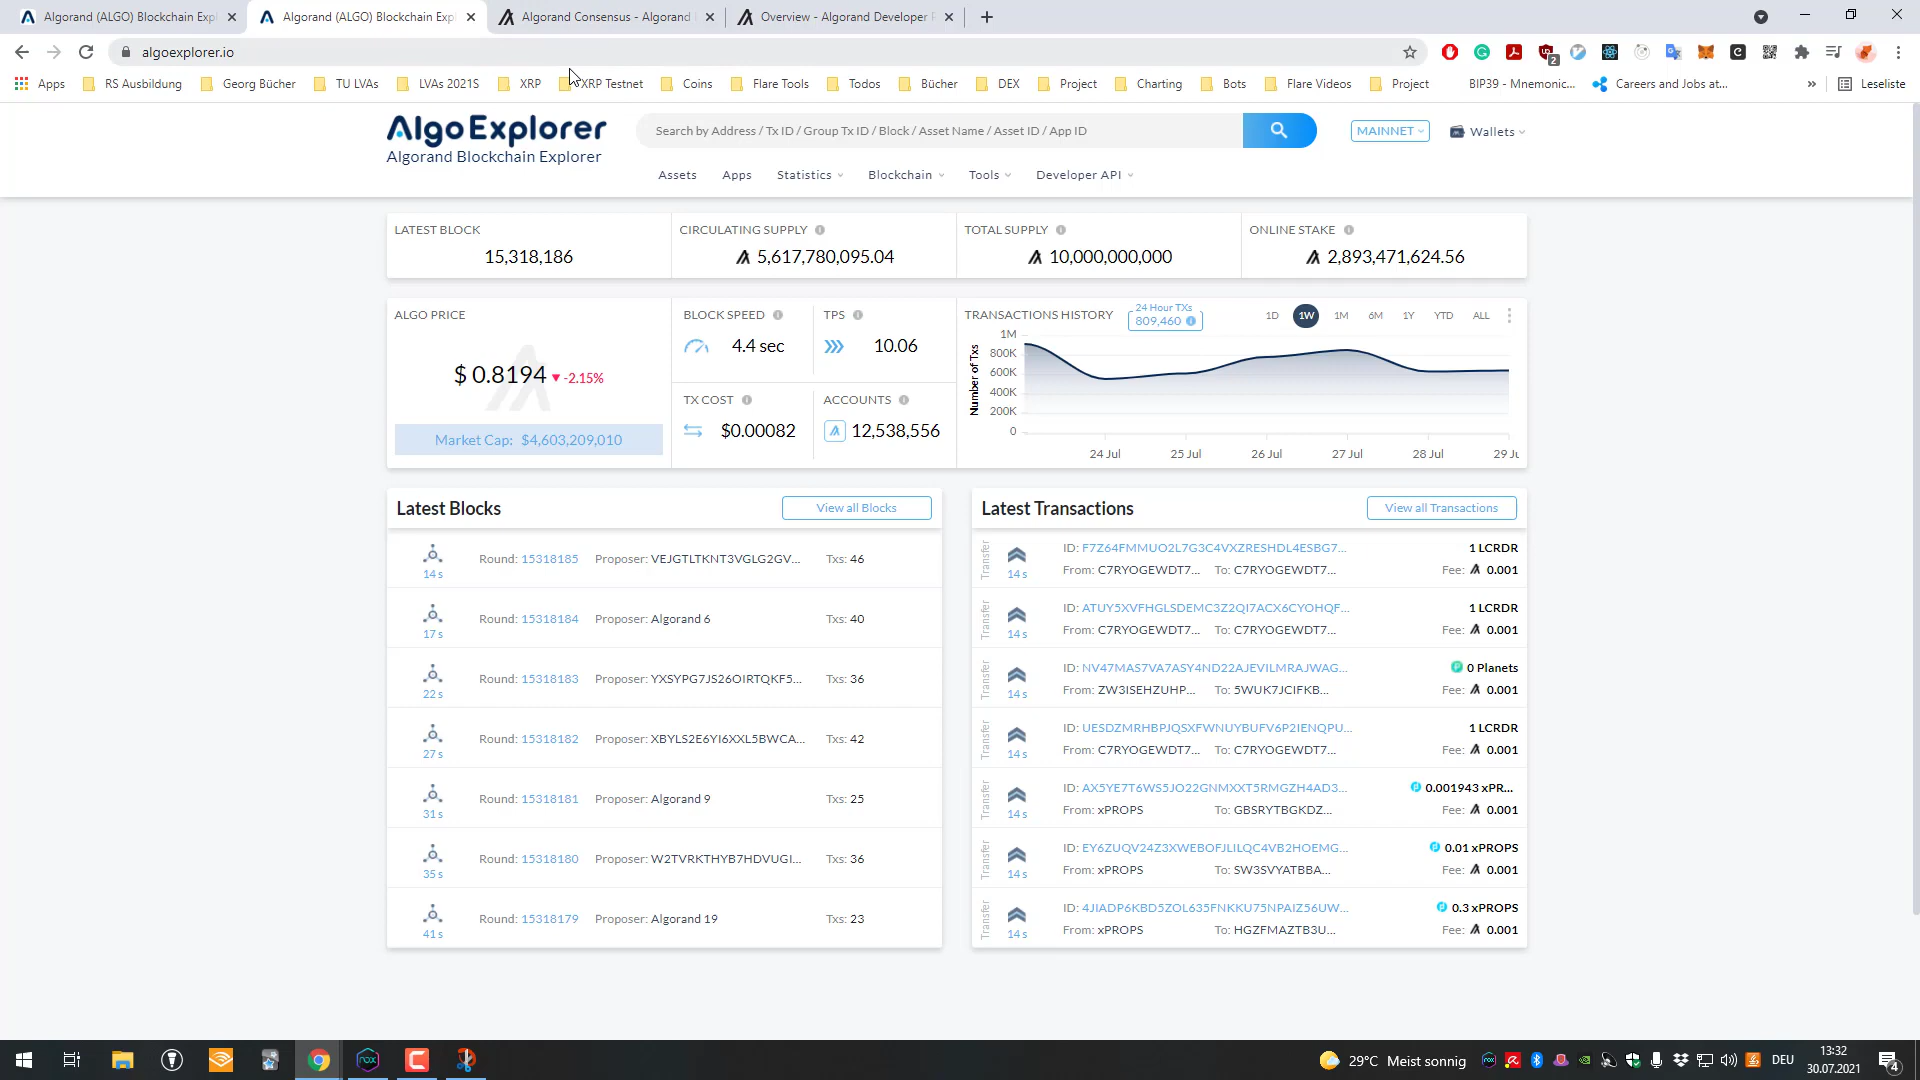 Algorand (ALGO) Blockchain Expl
Algorand (ALGO) Blockchain Expl
Algorand Consensus - Algorand
Overview - Algorand Developer
algoexplorer.io
Apps
RS Ausbildung
Georg Bücher
TU LVAs
LVAs 2021S
XRP
XRP Testnet
Coins
Flare Tools
Todos
Bücher
DEX
Project
Charting
Bots
Flare Videos
Project
BIP39 - Mnemonic...
Careers and Jobs at...
»
Leseliste
AlgoExplorer
Algorand Blockchain Explorer
Search by Address / Tx ID / Group Tx ID / Block / Asset Name / Asset ID / App ID
MAINNET
Wallets
Assets
Apps
Statistics
Blockchain
Tools
Developer API
LATEST BLOCK
15,318,186
CIRCULATING SUPPLY
5,617,780,095.04
TOTAL SUPPLY
10,000,000,000
ONLINE STAKE
2,893,471,624.56
ALGO PRICE
$ 0.8194 -2.15%
Market Cap: $4,603,209,010
BLOCK SPEED
4.4 sec
TPS
10.06
TX COST
$0.00082
ACCOUNTS
12,538,556
TRANSACTIONS HISTORY
24 Hour TXs
809,460
1D
1W
1M
6M
1Y
YTD
ALL
Number of Txs
1M
800K
600K
400K
200K
0
24 Jul
25 Jul
26 Jul
27 Jul
28 Jul
29 Ju
Latest Blocks
View all Blocks
14 s
Round: 15318185 Proposer: VEJGTLTKNT3VGLG2GV... Txs: 46
17 s
Round: 15318184 Proposer: Algorand 6 Txs: 40
22 s
Round: 15318183 Proposer: YXSYPG7JS26OIRTQKF5... Txs: 36
27 s
Round: 15318182 Proposer: XBYLS2E6YI6XXL5BWCA... Txs: 42
31 s
Round: 15318181 Proposer: Algorand 9 Txs: 25
35 s
Round: 15318180 Proposer: W2TVRKTHYB7HDVUGI... Txs: 36
41 s
Round: 15318179 Proposer: Algorand 19 Txs: 23
Latest Transactions
View all Transactions
Transfer
14 s
ID: F7Z64FMMUO2L7G3C4VXZRESHDL4ESBG7... 1 LCRDR
From: C7RYOGEWDT7... To: C7RYOGEWDT7... Fee: 0.001
Transfer
14 s
ID: ATUY5XVFHGLSDEMC3Z2QI7ACX6CYOHQF... 1 LCRDR
From: C7RYOGEWDT7... To: C7RYOGEWDT7... Fee: 0.001
Transfer
14 s
ID: NV47MAS7VA7ASY4ND22AJEVILMRAJWAG... 0 Planets
From: ZW3ISEHZUHP... To: 5WUK7JCIFKB... Fee: 0.001
Transfer
14 s
ID: UESDZMRHBPJQSXFWNUYBUFV6P2IENQPU... 1 LCRDR
From: C7RYOGEWDT7... To: C7RYOGEWDT7... Fee: 0.001
Transfer
14 s
ID: AX5YE7T6WS5JO22GNMXXT5RMGZH4AD3... 0.001943 xPR...
From: xPROPS To: GBSRYTBGKDZ... Fee: 0.001
Transfer
14 s
ID: EY6ZUQV24Z3XWEBOFJLILQC4VB2HOEMG... 0.01 xPROPS
From: xPROPS To: SW3SVYATBBA... Fee: 0.001
Transfer
14 s
ID: 4JIADP6KBD5ZOL635FNKKU75NPAIZ56UW... 0.3 xPROPS
From: xPROPS To: HGZFMAZTB3U... Fee: 0.001
29°C Meist sonnig
DEU
13:32
30.07.2021
4